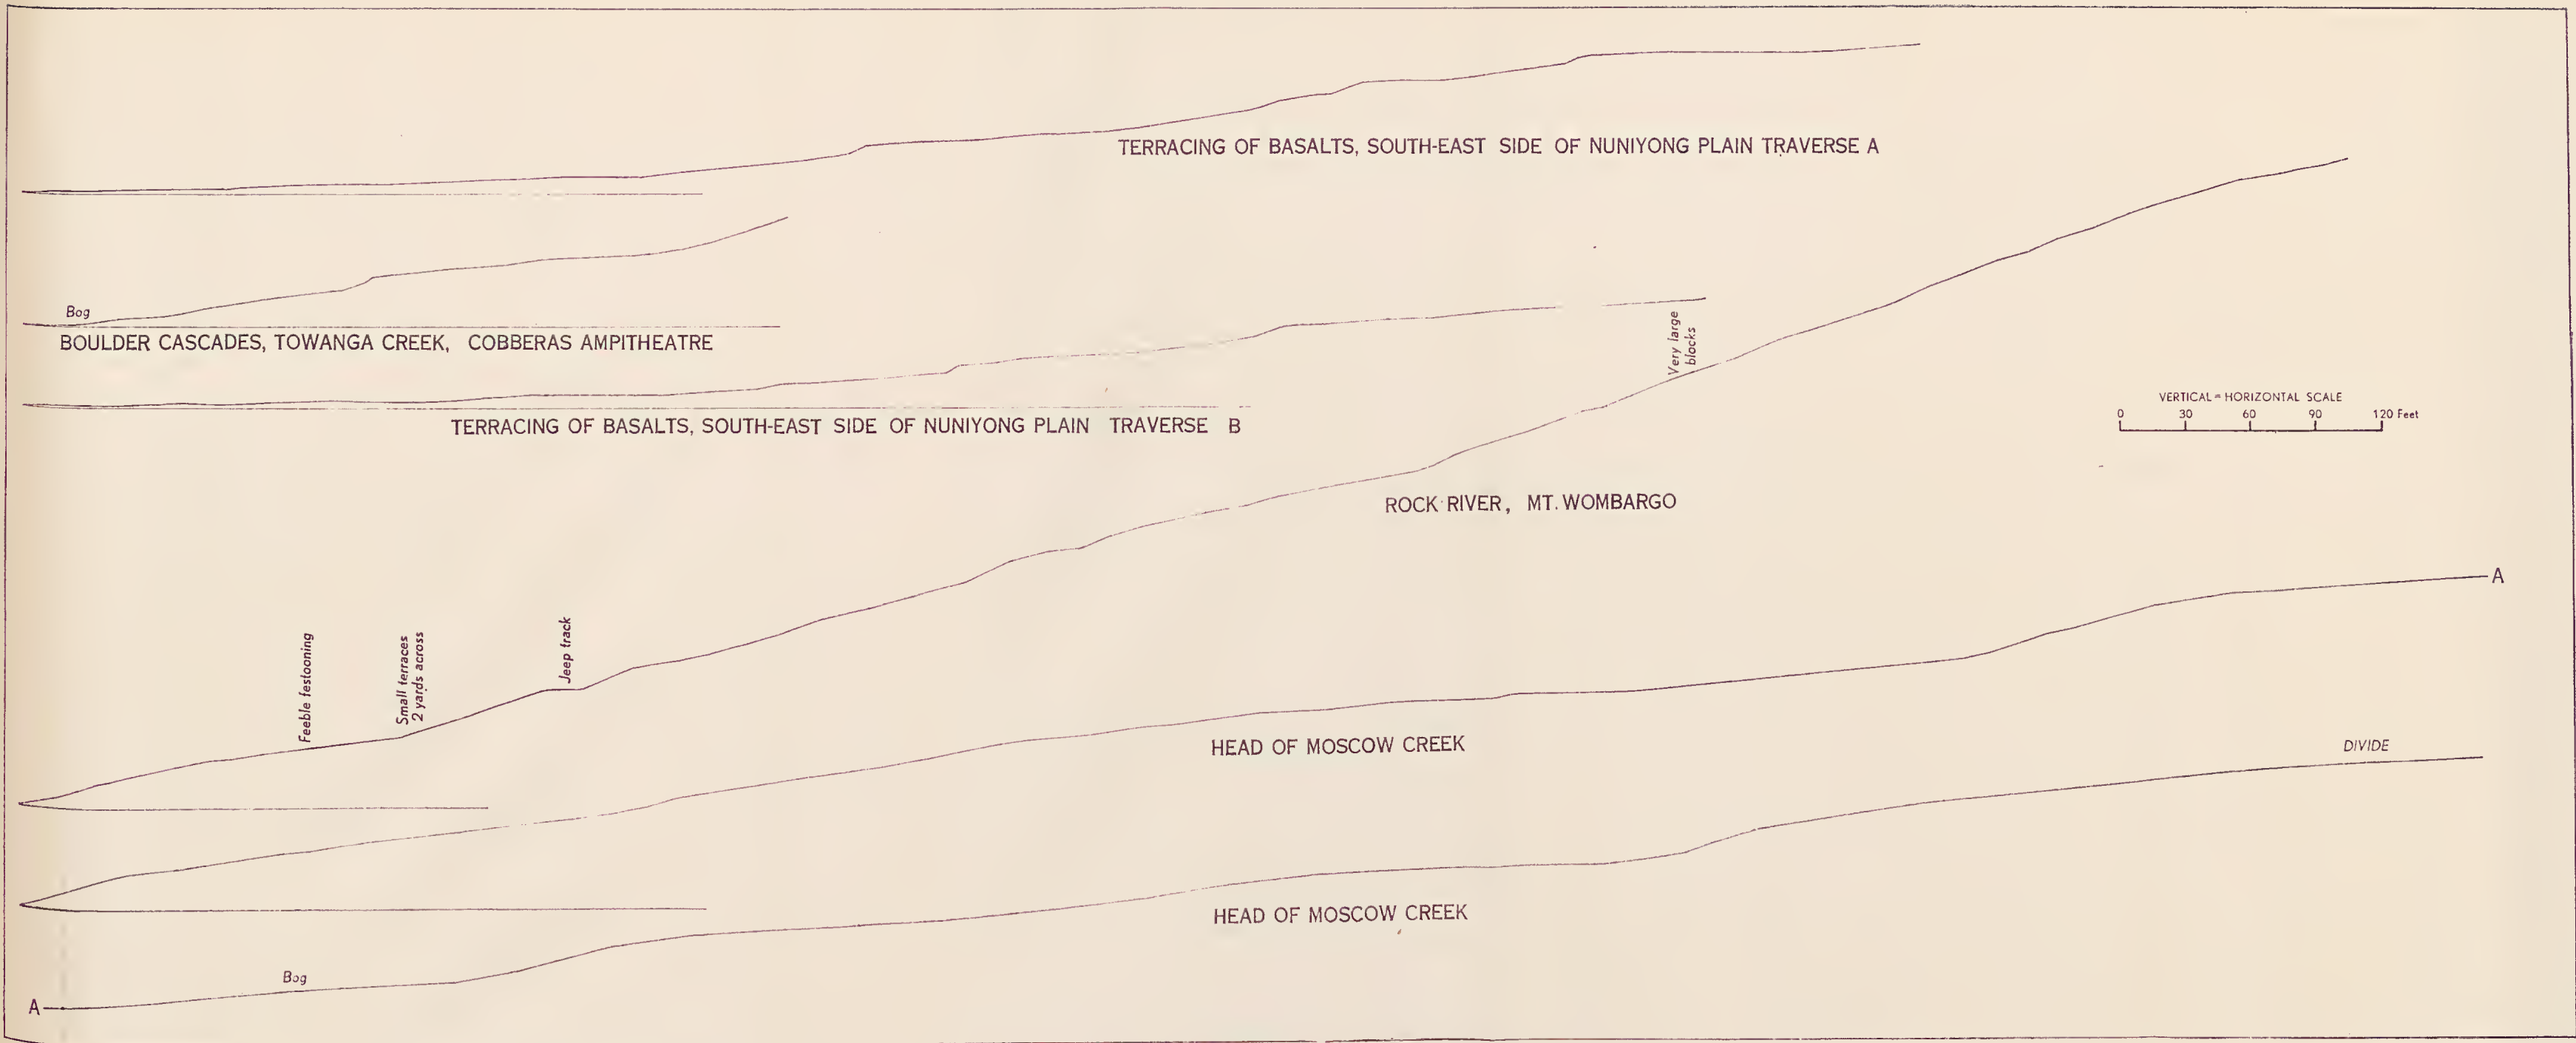 TERRACING OF BASALTS, SOUTH-EAST SIDE OF NUNIYONG PLAIN TRAVERSE A
Bog
BOULDER CASCADES, TOWANGA CREEK, COBBERAS AMPITHEATRE
Very large
blocks
VERTICAL = HORIZONTAL SCALE
0 30 60 90 120 Feet
TERRACING OF BASALTS, SOUTH-EAST SIDE OF NUNIYONG PLAIN TRAVERSE B
ROCK RIVER, MT. WOMBARGO
A
Feeble festooning
Small terraces
2 yards across
Jeep track
HEAD OF MOSCOW CREEK
DIVIDE
HEAD OF MOSCOW CREEK
Bog
A